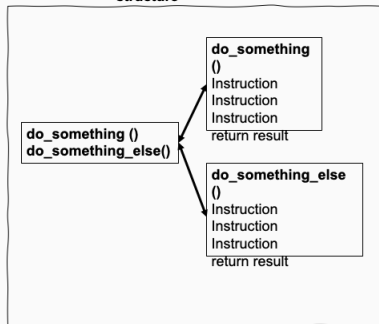 structure
do_something ()
do_something_else()
do_something
()
Instruction
Instruction
Instruction
return result
do_something_else
()
Instruction
Instruction
Instruction
return result